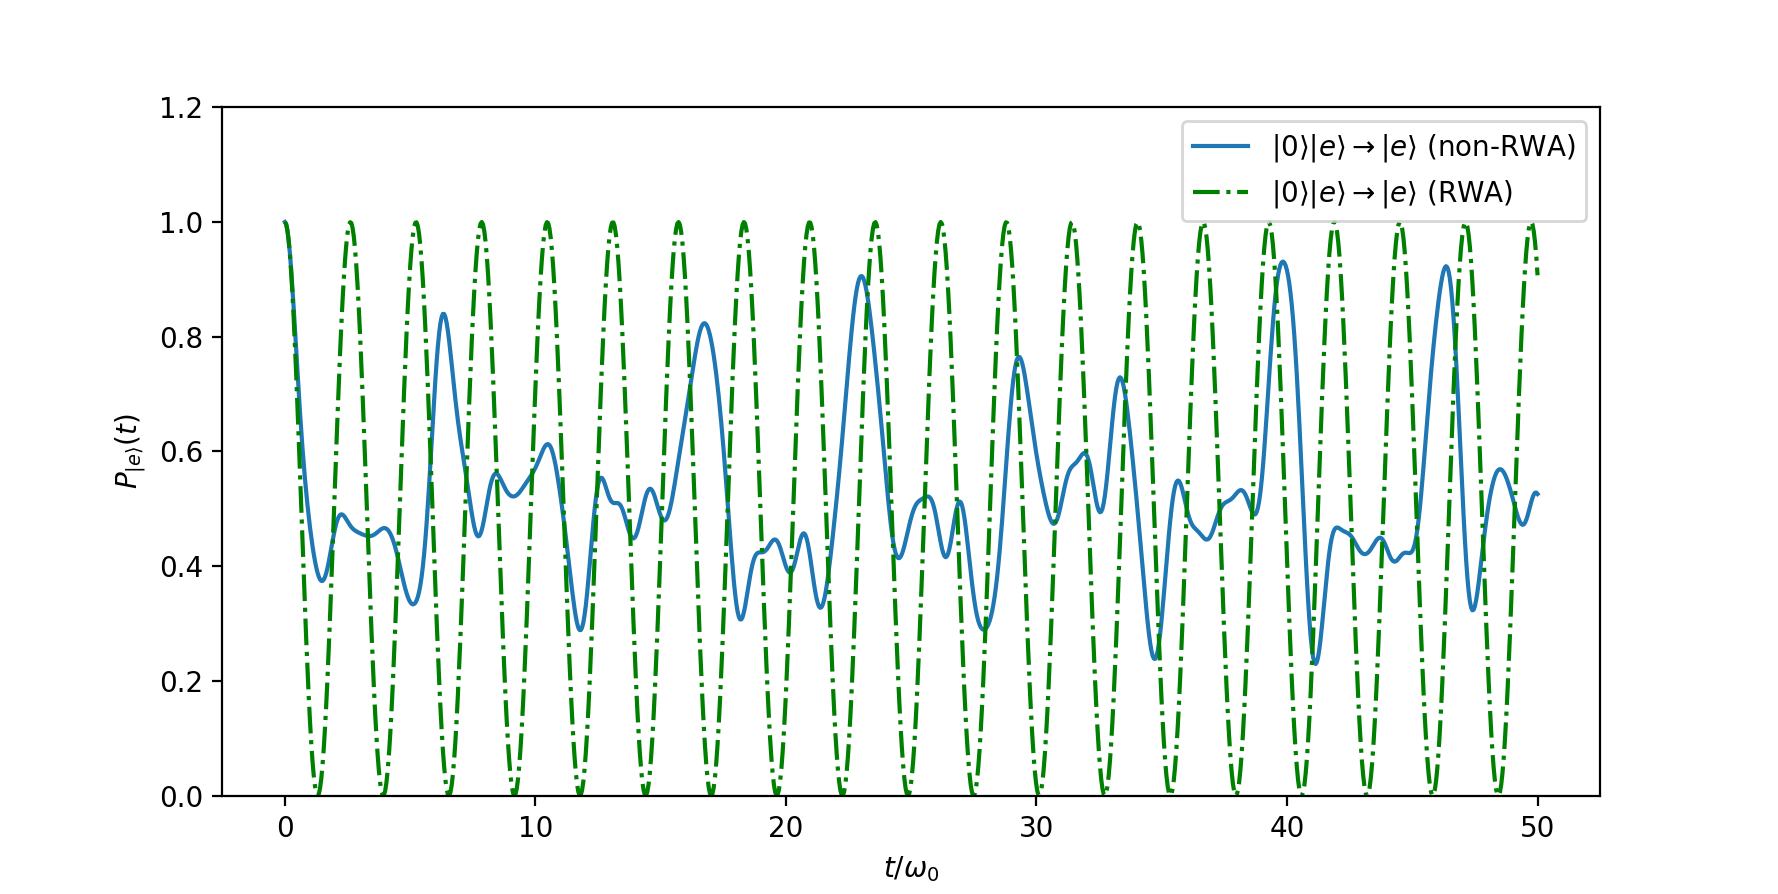 |0⟩|e⟩ → |e⟩ (non-RWA)
|0⟩|e⟩ → |e⟩ (RWA)
P|e⟩(t)
1.2
1.0
0.8
0.6
0.4
0.2
0.0
0 10 20 30 40 50
t/ω₀